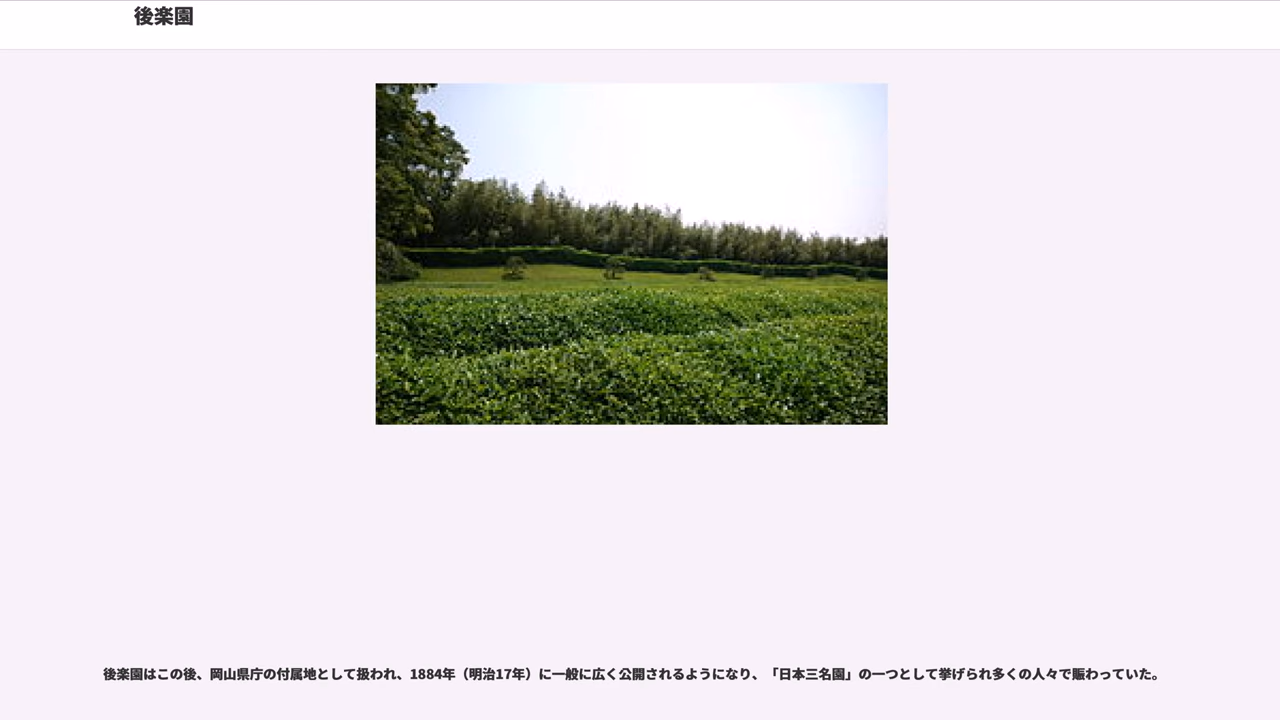 後楽園
後楽園はこの後、岡山県庁の付属地として扱われ、1884年（明治17年）に一般に広く公開されるようになり、「日本三名園」の一つとして挙げられ多くの人々で賑わっていた。